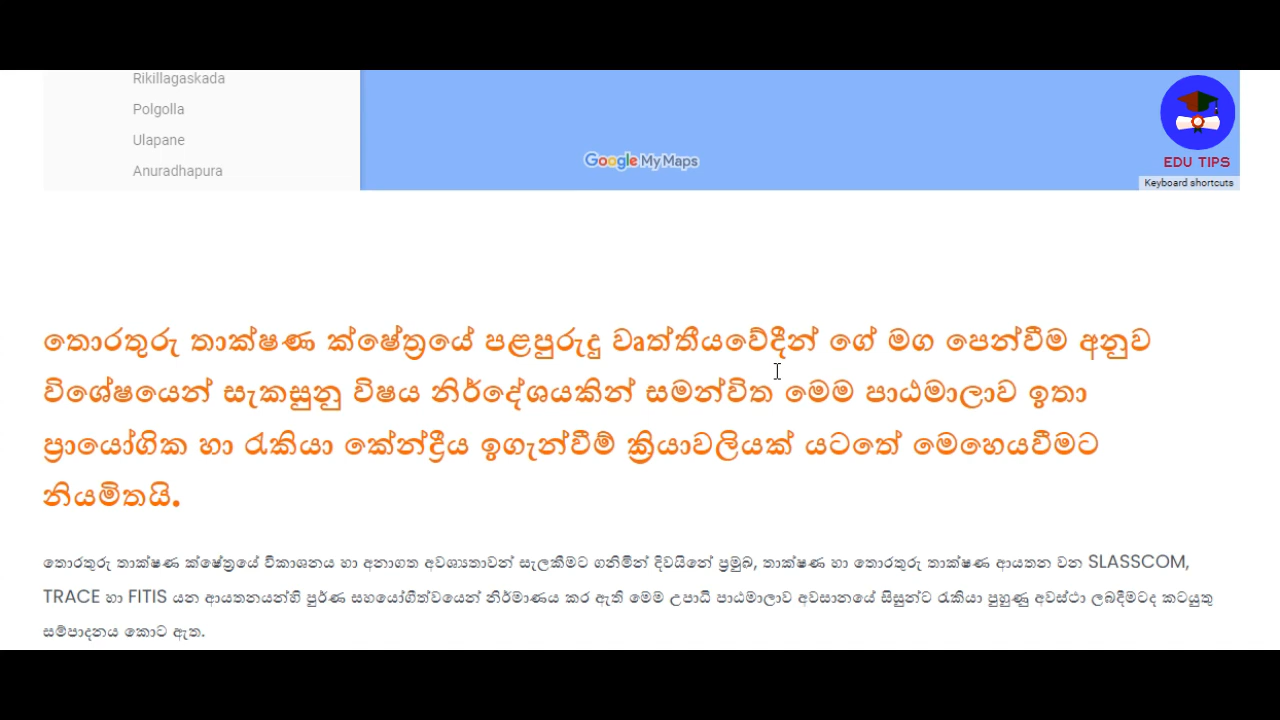 Rikillagaskada
Polgolla
Ulapane
Anuradhapura
Google My Maps
EDU TIPS
Keyboard shortcuts
තොරතුරු තාක්ෂණ ක්ෂේත්‍රයේ පළපුරුදු වෘත්තීයවේදීන් ගේ මග පෙන්වීම අනුව
විශේෂයෙන් සැකසුනු විෂය නිර්දේශයකින් සමන්විත මෙම පාඨමාලාව ඉතා
ප්‍රායෝගික හා රැකියා කේන්ද්‍රීය ඉගැන්වීම් ක්‍රියාවලියක් යටතේ මෙහෙයවීමට
නියමිතයි.
තොරතුරු තාක්ෂණ ක්ෂේත්‍රයේ විකාශනය හා අනාගත අවශ්‍යතාවන් සැලකීමට ගනිමින් දිවයිනේ ප්‍රමුඛ, තාක්ෂණ හා තොරතුරු තාක්ෂණ ආයතන වන SLASSCOM,
TRACE හා FITIS යන ආයතනයන්හි පුර්ණ සහයෝගීත්වයෙන් නිර්මාණය කර ඇති මෙම උපාධි පාඨමාලාව අවසානයේ සිසුන්ට රැකියා පුහුණු අවස්ථා ලබදීමටද කටයුතු
සම්පාදනය කොට ඇත.